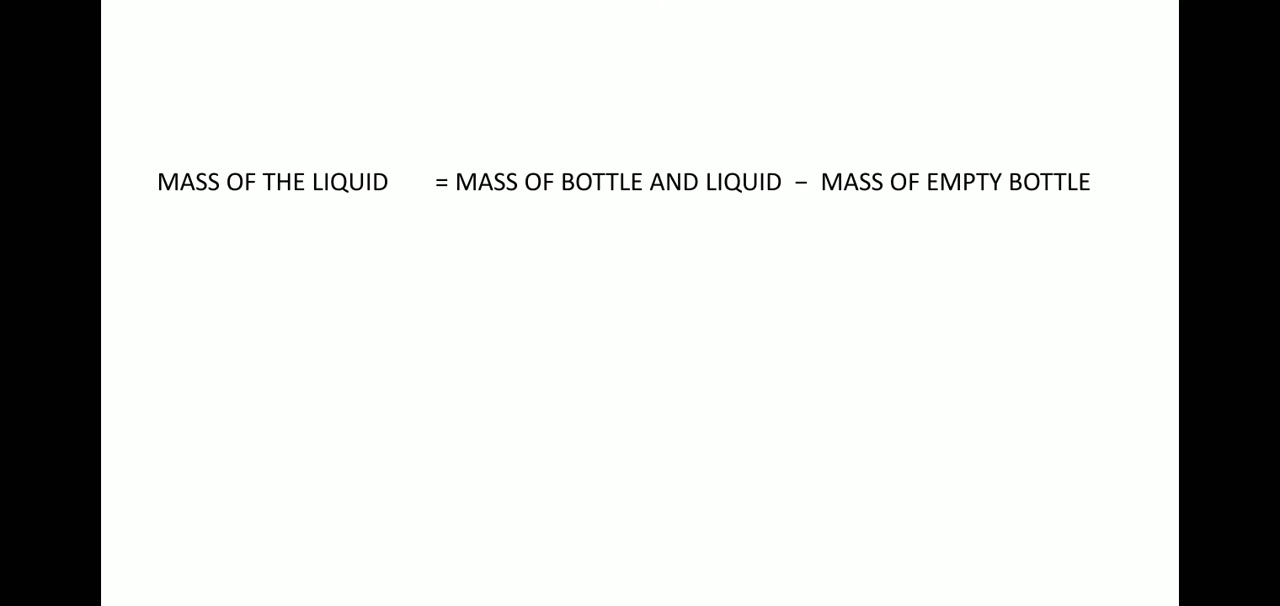 MASS OF THE LIQUID = MASS OF BOTTLE AND LIQUID − MASS OF EMPTY BOTTLE